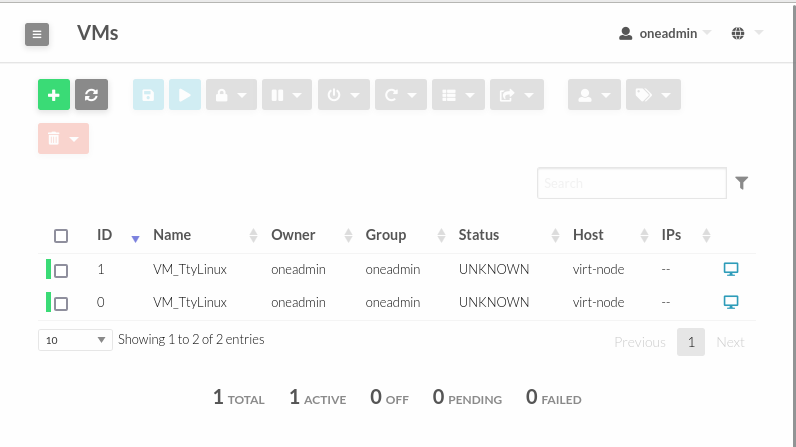 VMs
oneadmin
Search
ID Name Owner Group Status Host IPs
1 VM_TtyLinux oneadmin oneadmin UNKNOWN virt-node --
0 VM_TtyLinux oneadmin oneadmin UNKNOWN virt-node --
10 Showing 1 to 2 of 2 entries Previous 1 Next
1 TOTAL 1 ACTIVE 0 OFF 0 PENDING 0 FAILED